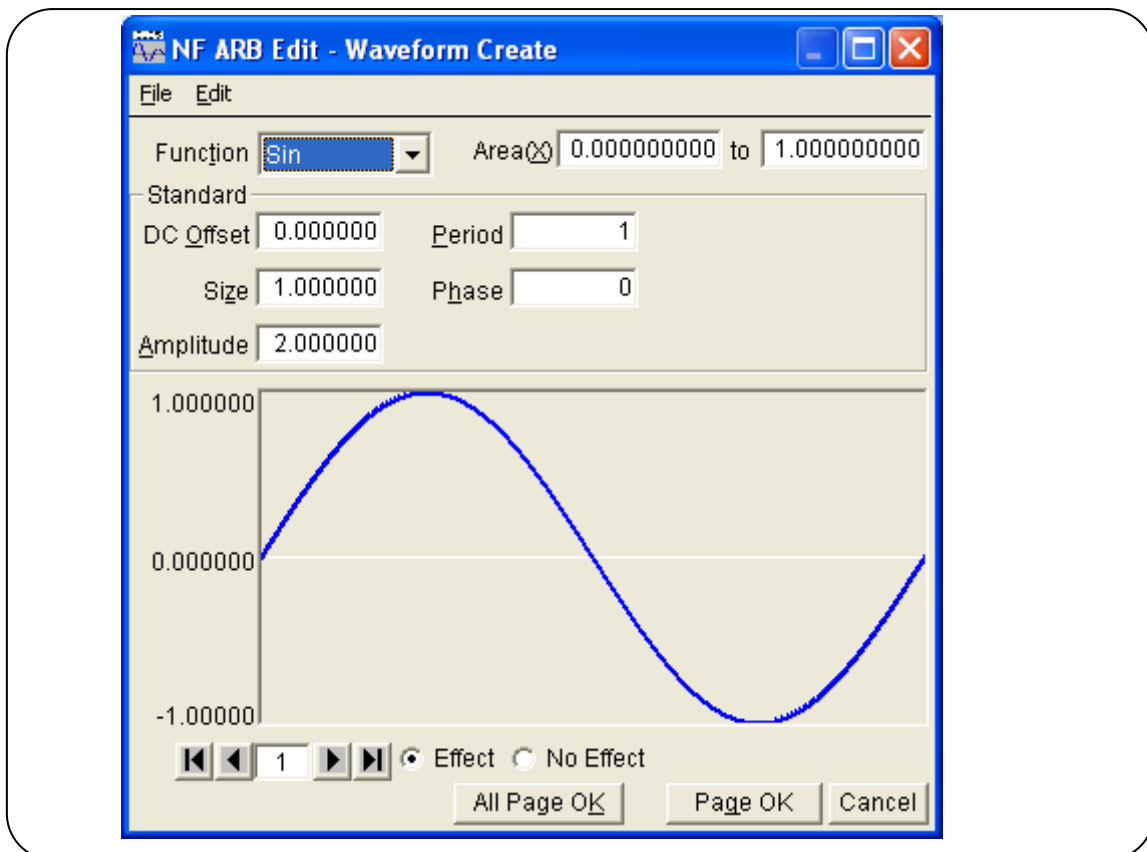 NF ARB Edit - Waveform Create
File Edit
Function Sin Area(X) 0.000000000 to 1.000000000
Standard
DC Offset 0.000000 Period 1
Size 1.000000 Phase 0
Amplitude 2.000000
1.000000
0.000000
-1.00000
1 Effect No Effect
All Page OK Page OK Cancel